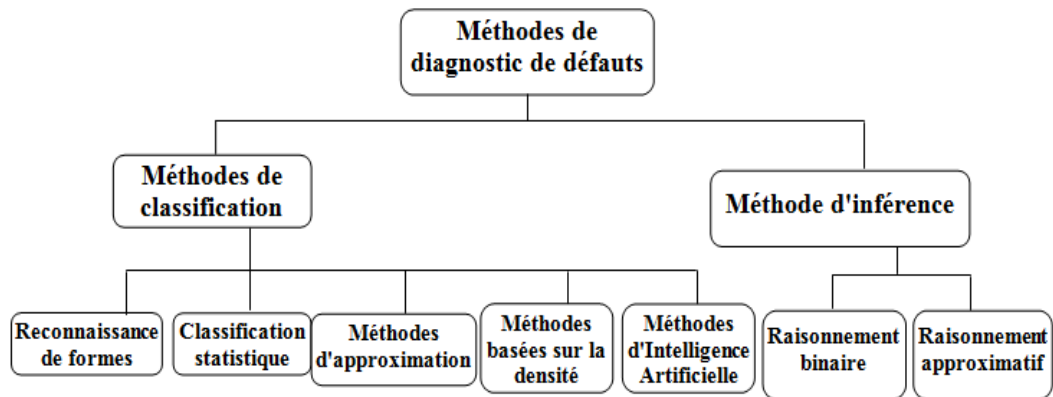 Méthodes de
diagnostic de défauts
Méthodes de
classification
Méthode d'inférence
Reconnaissance
de formes
Classification
statistique
Méthodes
d'approximation
Méthodes
basées sur la
densité
Méthodes
d'Intelligence
Artificielle
Raisonnement
binaire
Raisonnement
approximatif